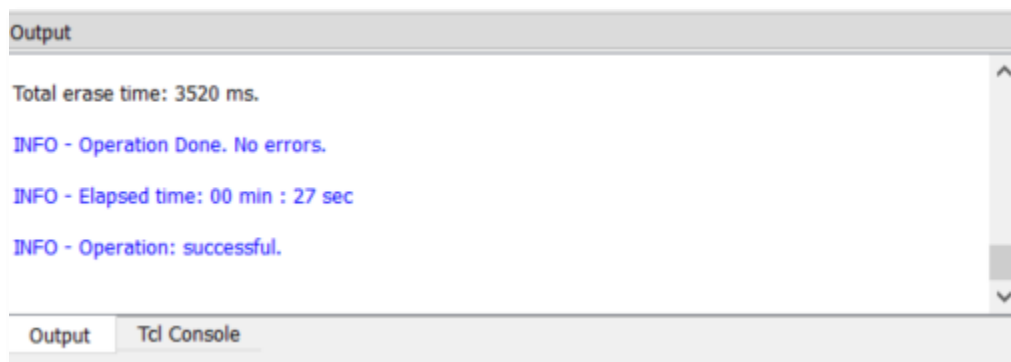 Output
Total erase time: 3520 ms.
INFO - Operation Done. No errors.
INFO - Elapsed time: 00 min : 27 sec
INFO - Operation: successful.
Output Tcl Console